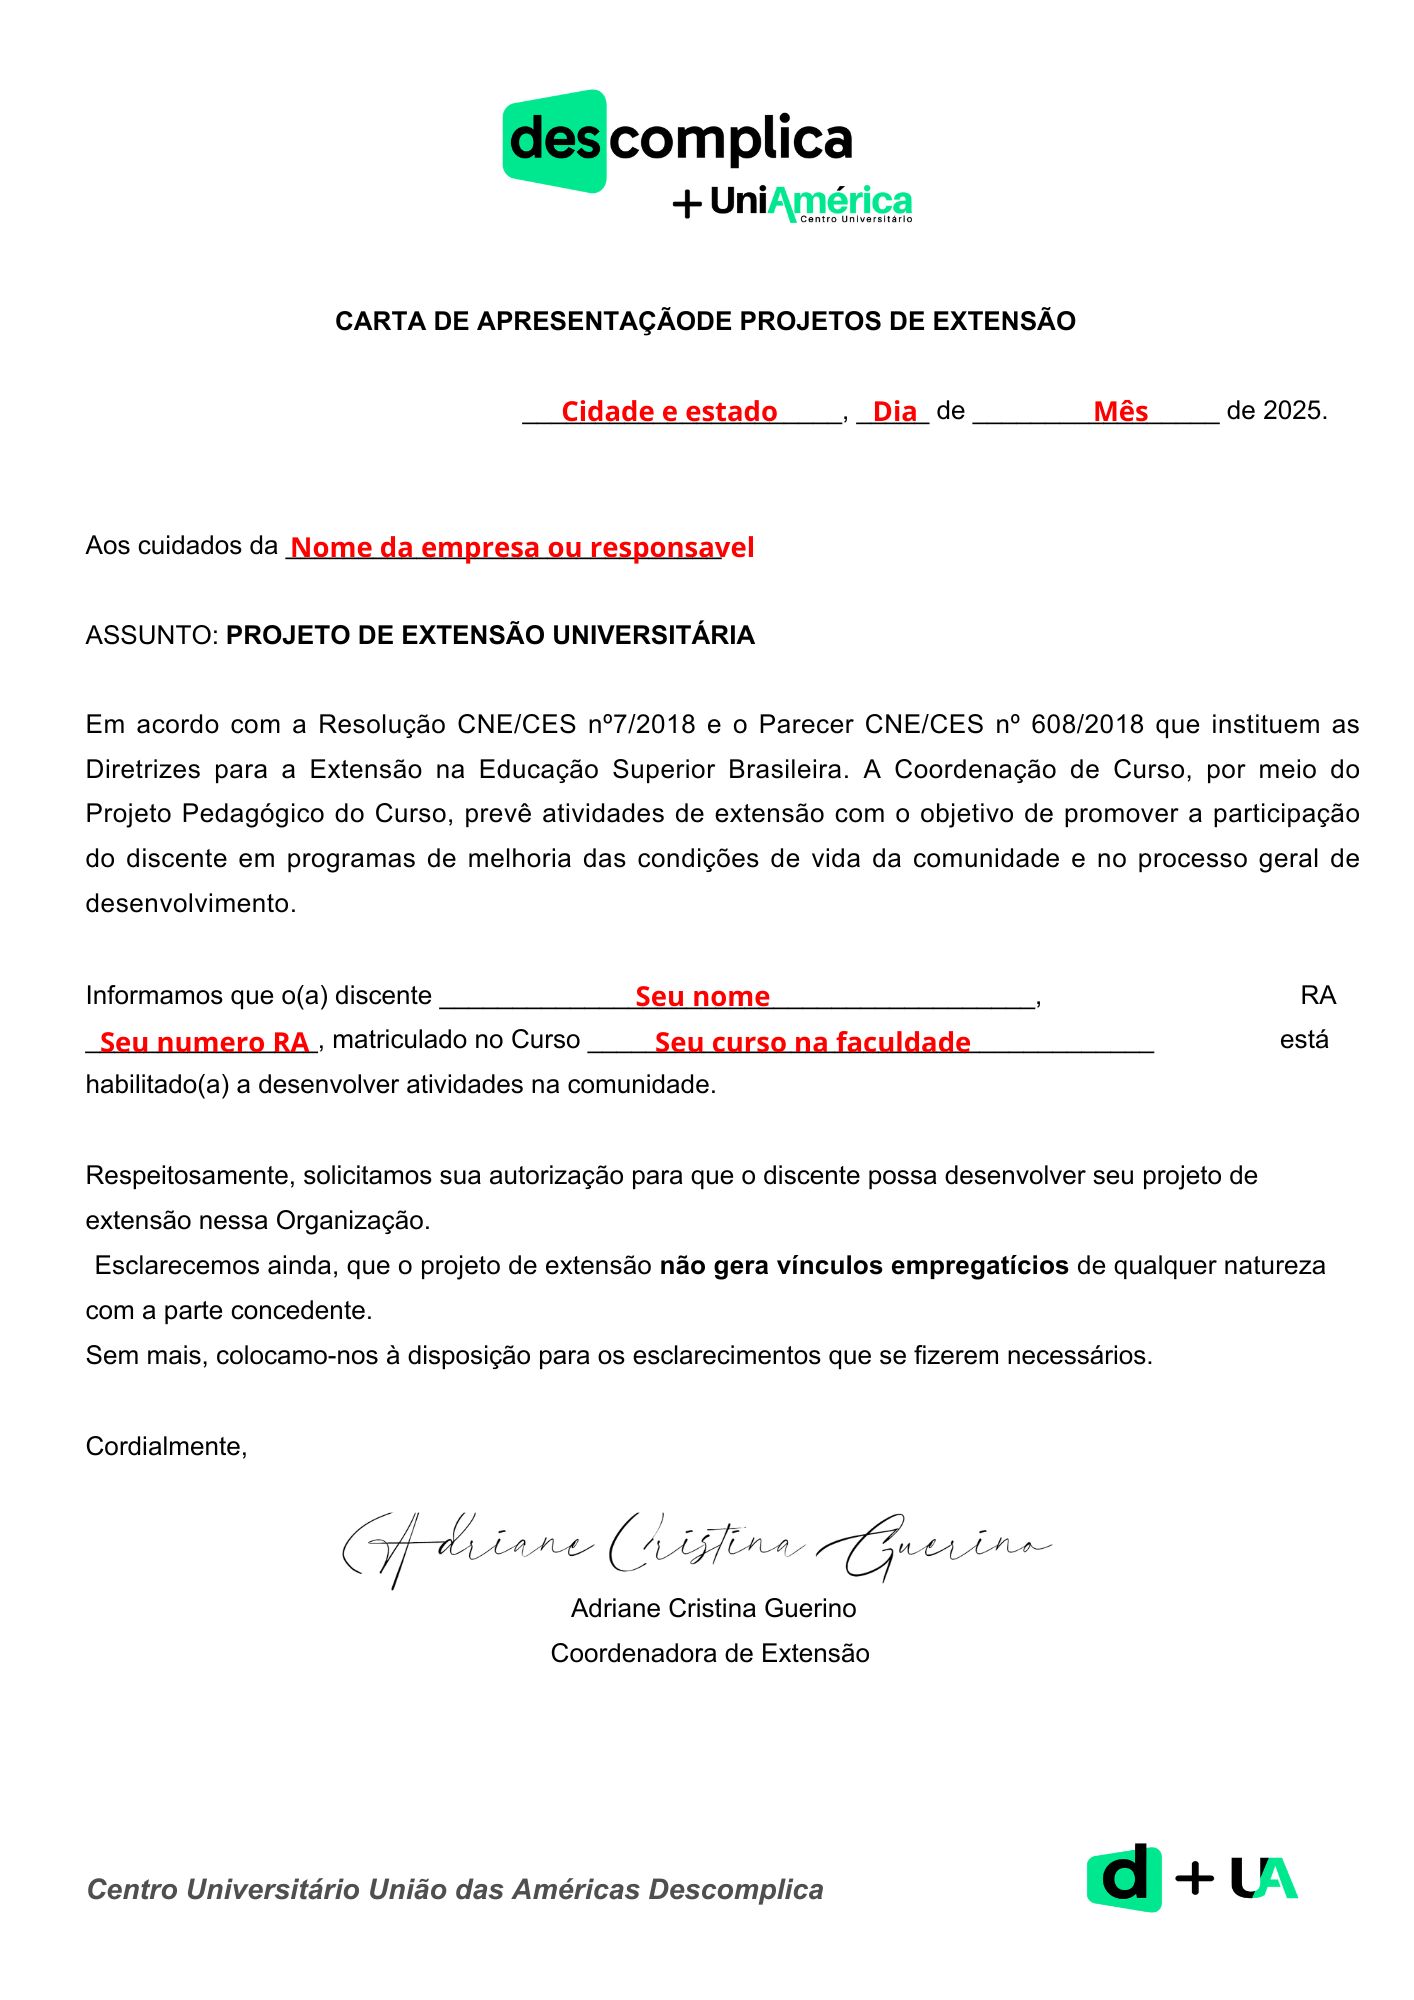 descomplica
+ UniAmérica
Centro Universitário
CARTA DE APRESENTAÇÃODE PROJETOS DE EXTENSÃO
Cidade e estado, Dia de Mês de 2025.
Aos cuidados da Nome da empresa ou responsavel
ASSUNTO: PROJETO DE EXTENSÃO UNIVERSITÁRIA
Em acordo com a Resolução CNE/CES nº7/2018 e o Parecer CNE/CES nº 608/2018 que instituem as
Diretrizes para a Extensão na Educação Superior Brasileira. A Coordenação de Curso, por meio do
Projeto Pedagógico do Curso, prevê atividades de extensão com o objetivo de promover a participação
do discente em programas de melhoria das condições de vida da comunidade e no processo geral de
desenvolvimento.
Informamos que o(a) discente Seu nome, RA
Seu numero RA, matriculado no Curso Seu curso na faculdade está
habilitado(a) a desenvolver atividades na comunidade.
Respeitosamente, solicitamos sua autorização para que o discente possa desenvolver seu projeto de
extensão nessa Organização.
Esclarecemos ainda, que o projeto de extensão não gera vínculos empregatícios de qualquer natureza
com a parte concedente.
Sem mais, colocamo-nos à disposição para os esclarecimentos que se fizerem necessários.
Cordialmente,
Adriane Cristina Guerino
Adriane Cristina Guerino
Coordenadora de Extensão
Centro Universitário União das Américas Descomplica
d + UA